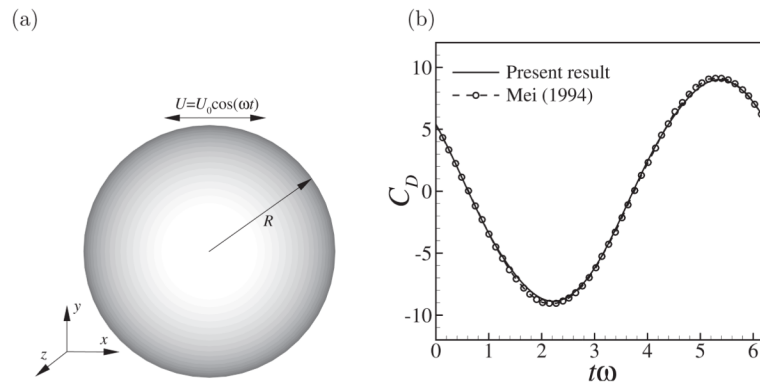 (a)
(b)
U=U₀cos(ωt)
R
y
x
z
Present result
Mei (1994)
10
5
0
-5
-10
C_D
0 1 2 3 4 5 6
tω